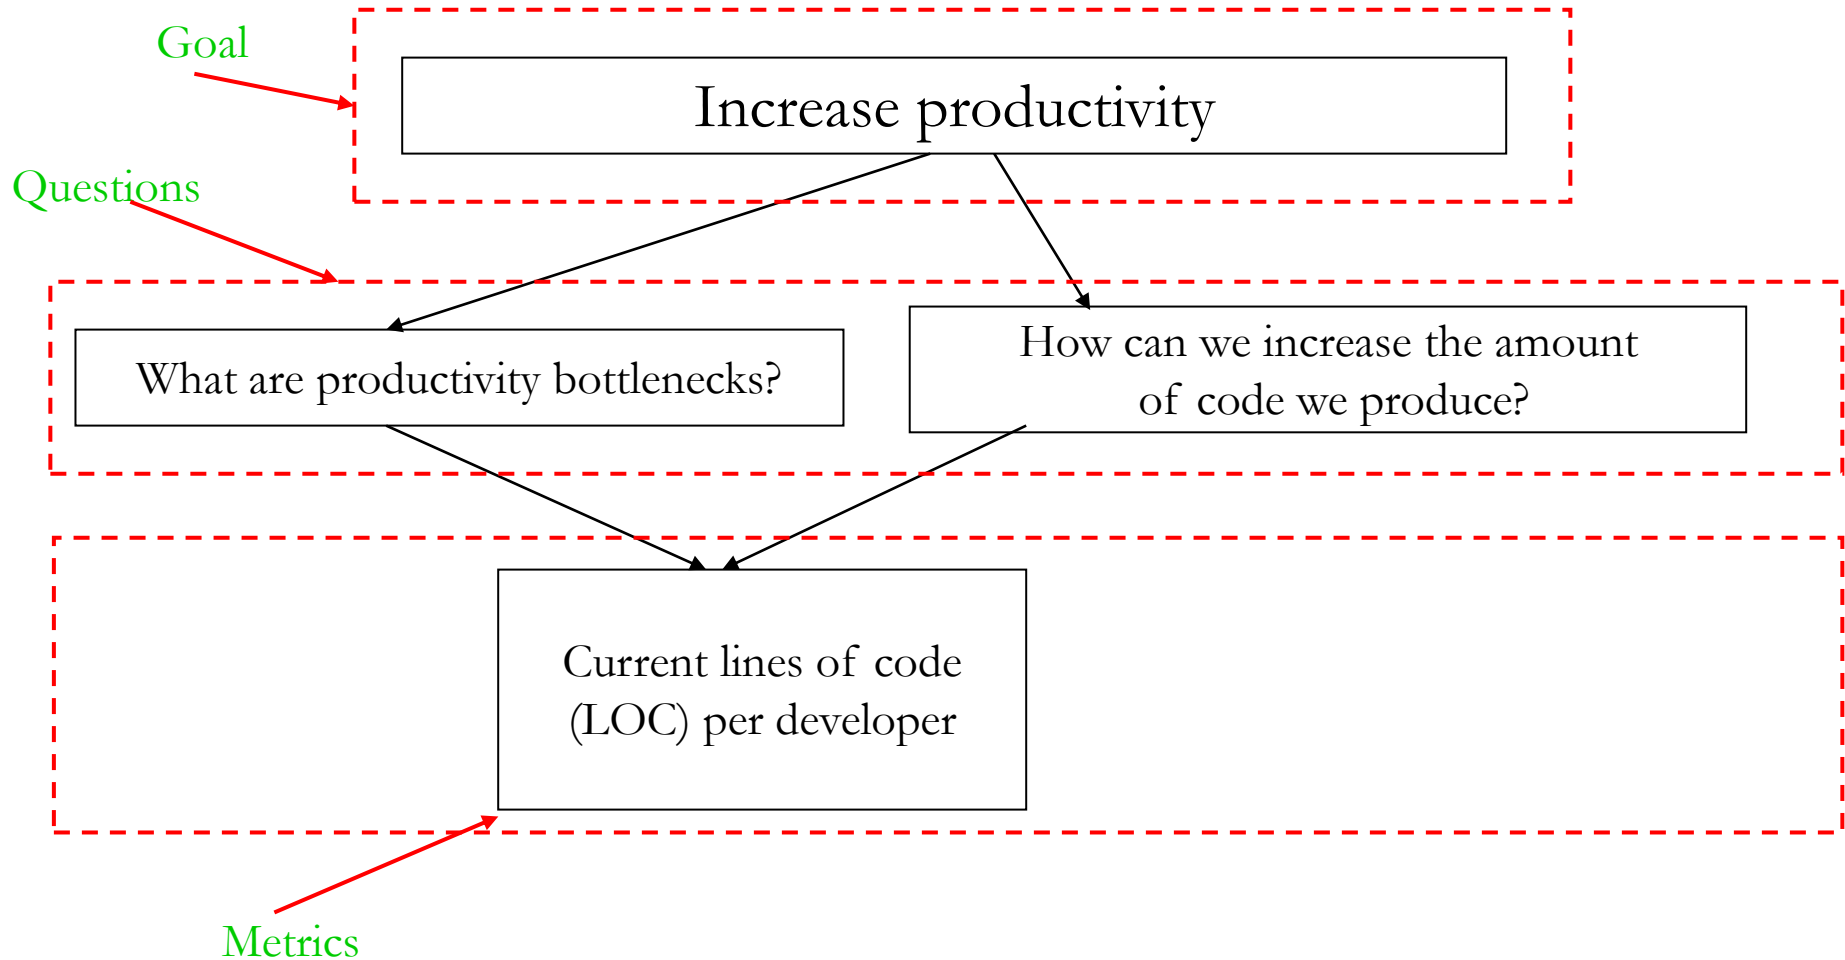 Goal
Increase productivity
Questions
What are productivity bottlenecks?
How can we increase the amount
of code we produce?
Current lines of code
(LOC) per developer
Metrics